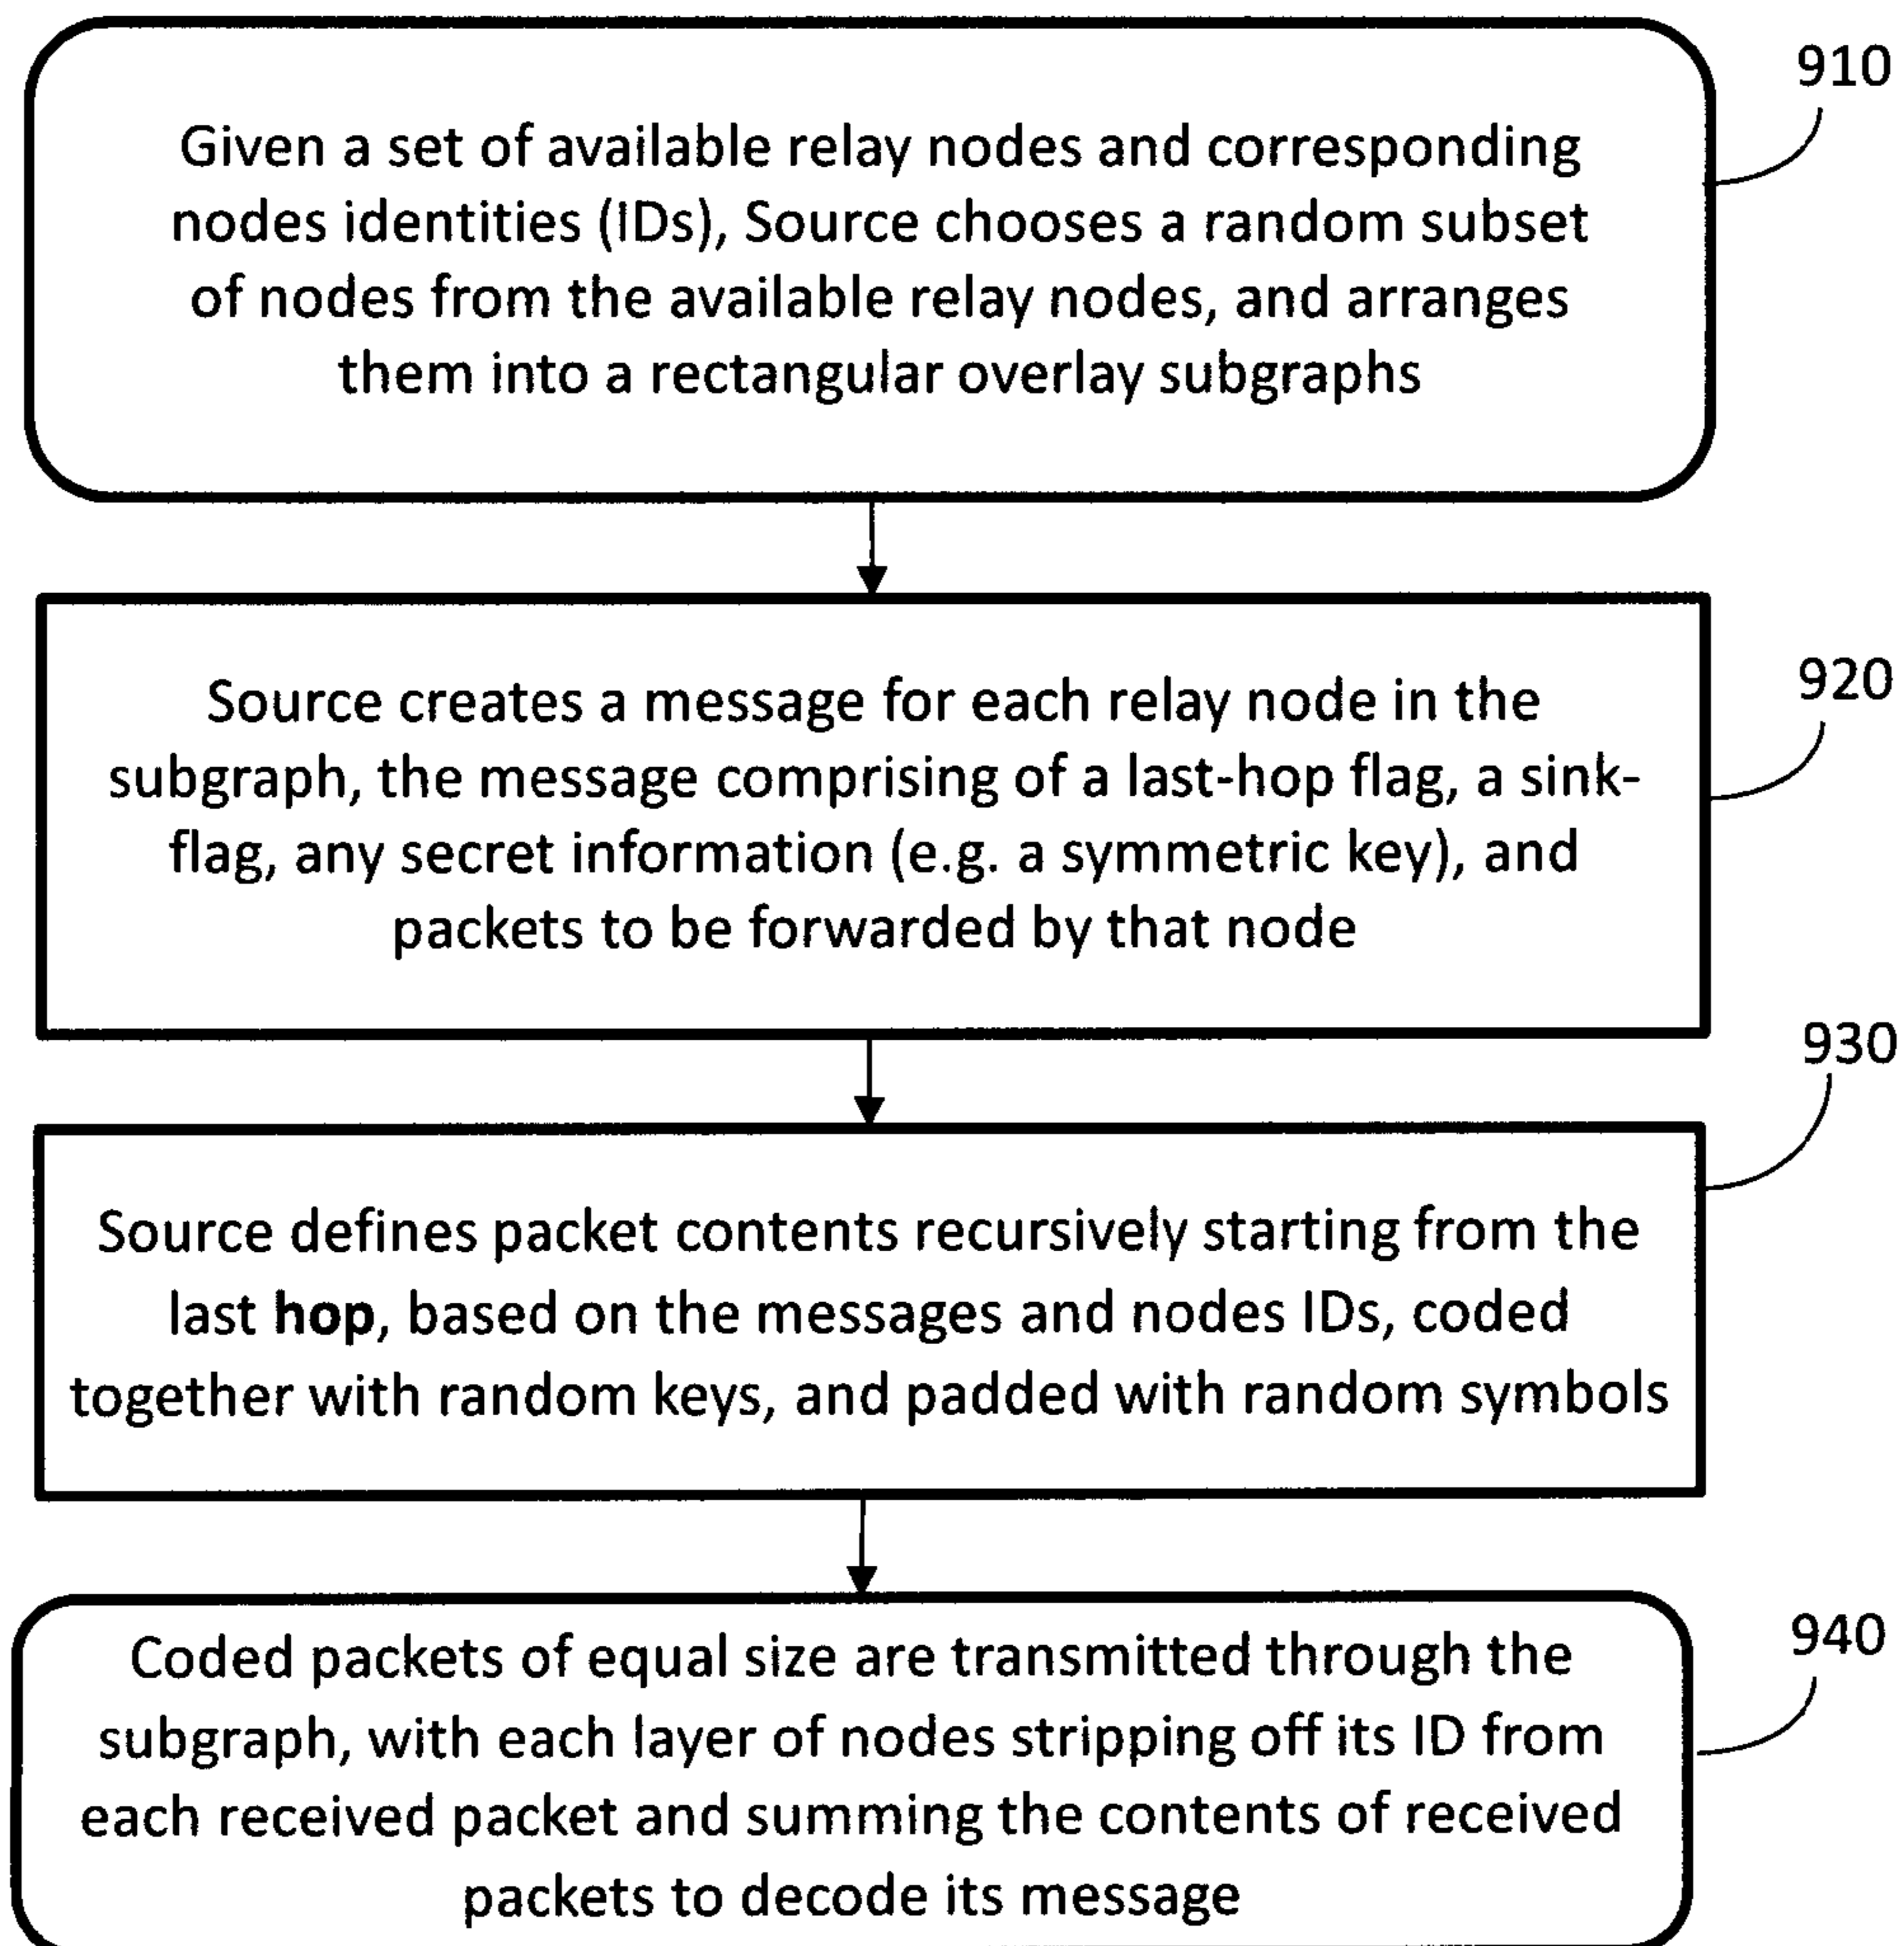 910
Given a set of available relay nodes and corresponding
nodes identities (IDs), Source chooses a random subset
of nodes from the available relay nodes, and arranges
them into a rectangular overlay subgraphs
920
Source creates a message for each relay node in the
subgraph, the message comprising of a last-hop flag, a sink-
flag, any secret information (e.g. a symmetric key), and
packets to be forwarded by that node
930
Source defines packet contents recursively starting from the
last hop, based on the messages and nodes IDs, coded
together with random keys, and padded with random symbols
940
Coded packets of equal size are transmitted through the
subgraph, with each layer of nodes stripping off its ID from
each received packet and summing the contents of received
packets to decode its message